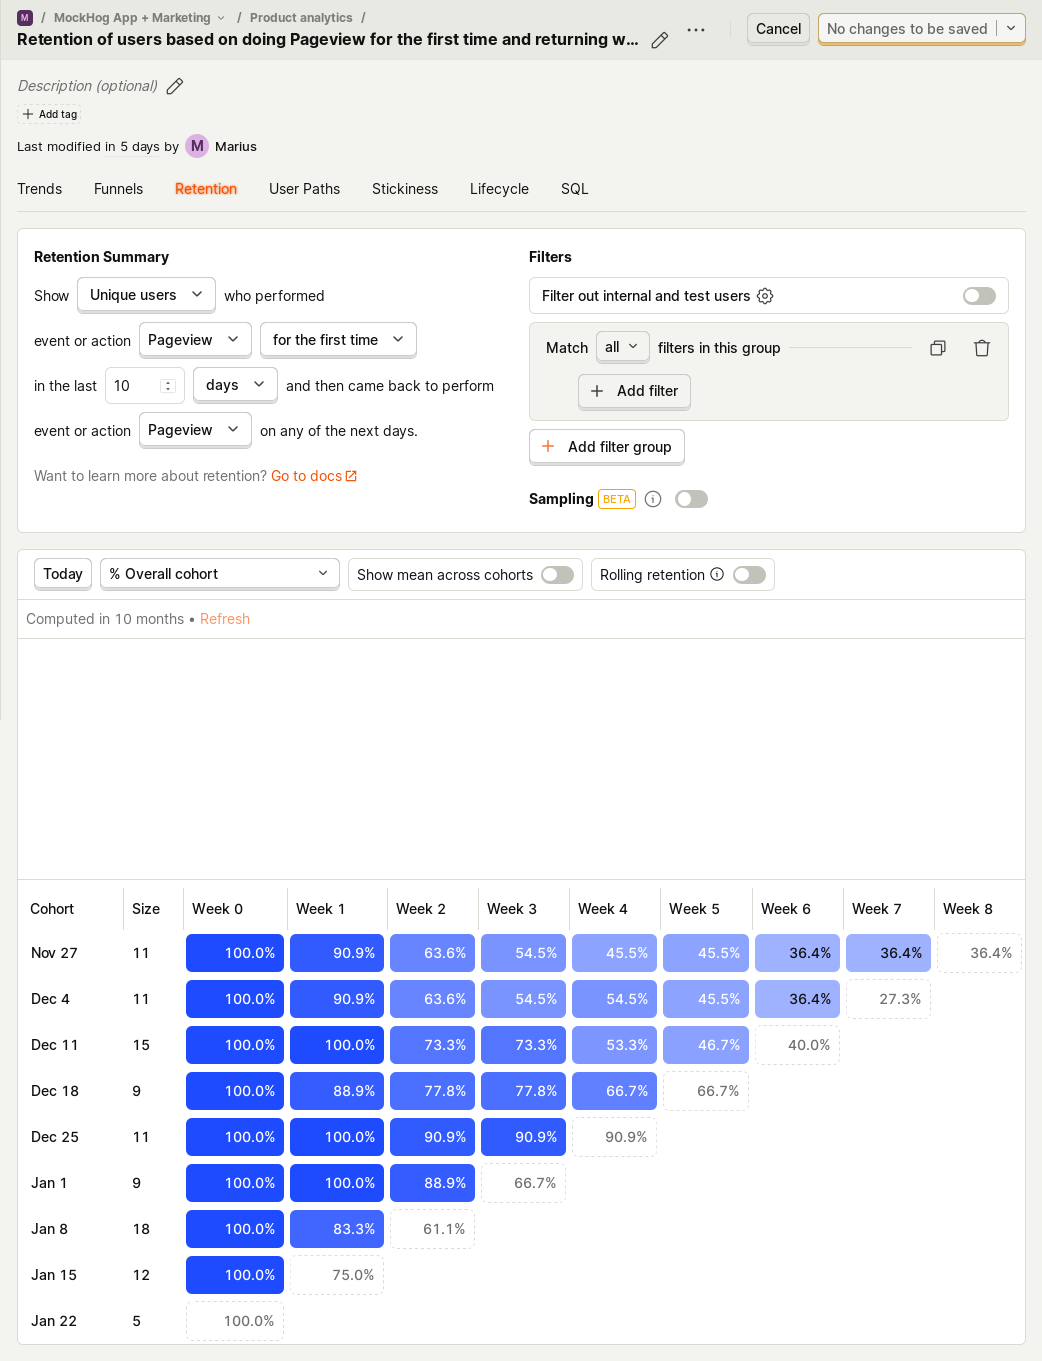 M / MockHog App + Marketing / Product analytics /
Retention of users based on doing Pageview for the first time and returning w...
Cancel
No changes to be saved
Description (optional)
Add tag
Last modified in 5 days by M Marius
Trends Funnels Retention User Paths Stickiness Lifecycle SQL
Retention Summary
Show Unique users who performed
event or action Pageview for the first time
in the last 10 days and then came back to perform
event or action Pageview on any of the next days.
Want to learn more about retention? Go to docs
Filters
Filter out internal and test users
Match all filters in this group
Add filter
Add filter group
Sampling BETA
Today % Overall cohort Show mean across cohorts Rolling retention
Computed in 10 months • Refresh
Cohort Size Week 0 Week 1 Week 2 Week 3 Week 4 Week 5 Week 6 Week 7 Week 8
Nov 27 11 100.0% 90.9% 63.6% 54.5% 45.5% 45.5% 36.4% 36.4% 36.4%
Dec 4 11 100.0% 90.9% 63.6% 54.5% 54.5% 45.5% 36.4% 27.3%
Dec 11 15 100.0% 100.0% 73.3% 73.3% 53.3% 46.7% 40.0%
Dec 18 9 100.0% 88.9% 77.8% 77.8% 66.7% 66.7%
Dec 25 11 100.0% 100.0% 90.9% 90.9% 90.9%
Jan 1 9 100.0% 100.0% 88.9% 66.7%
Jan 8 18 100.0% 83.3% 61.1%
Jan 15 12 100.0% 75.0%
Jan 22 5 100.0%